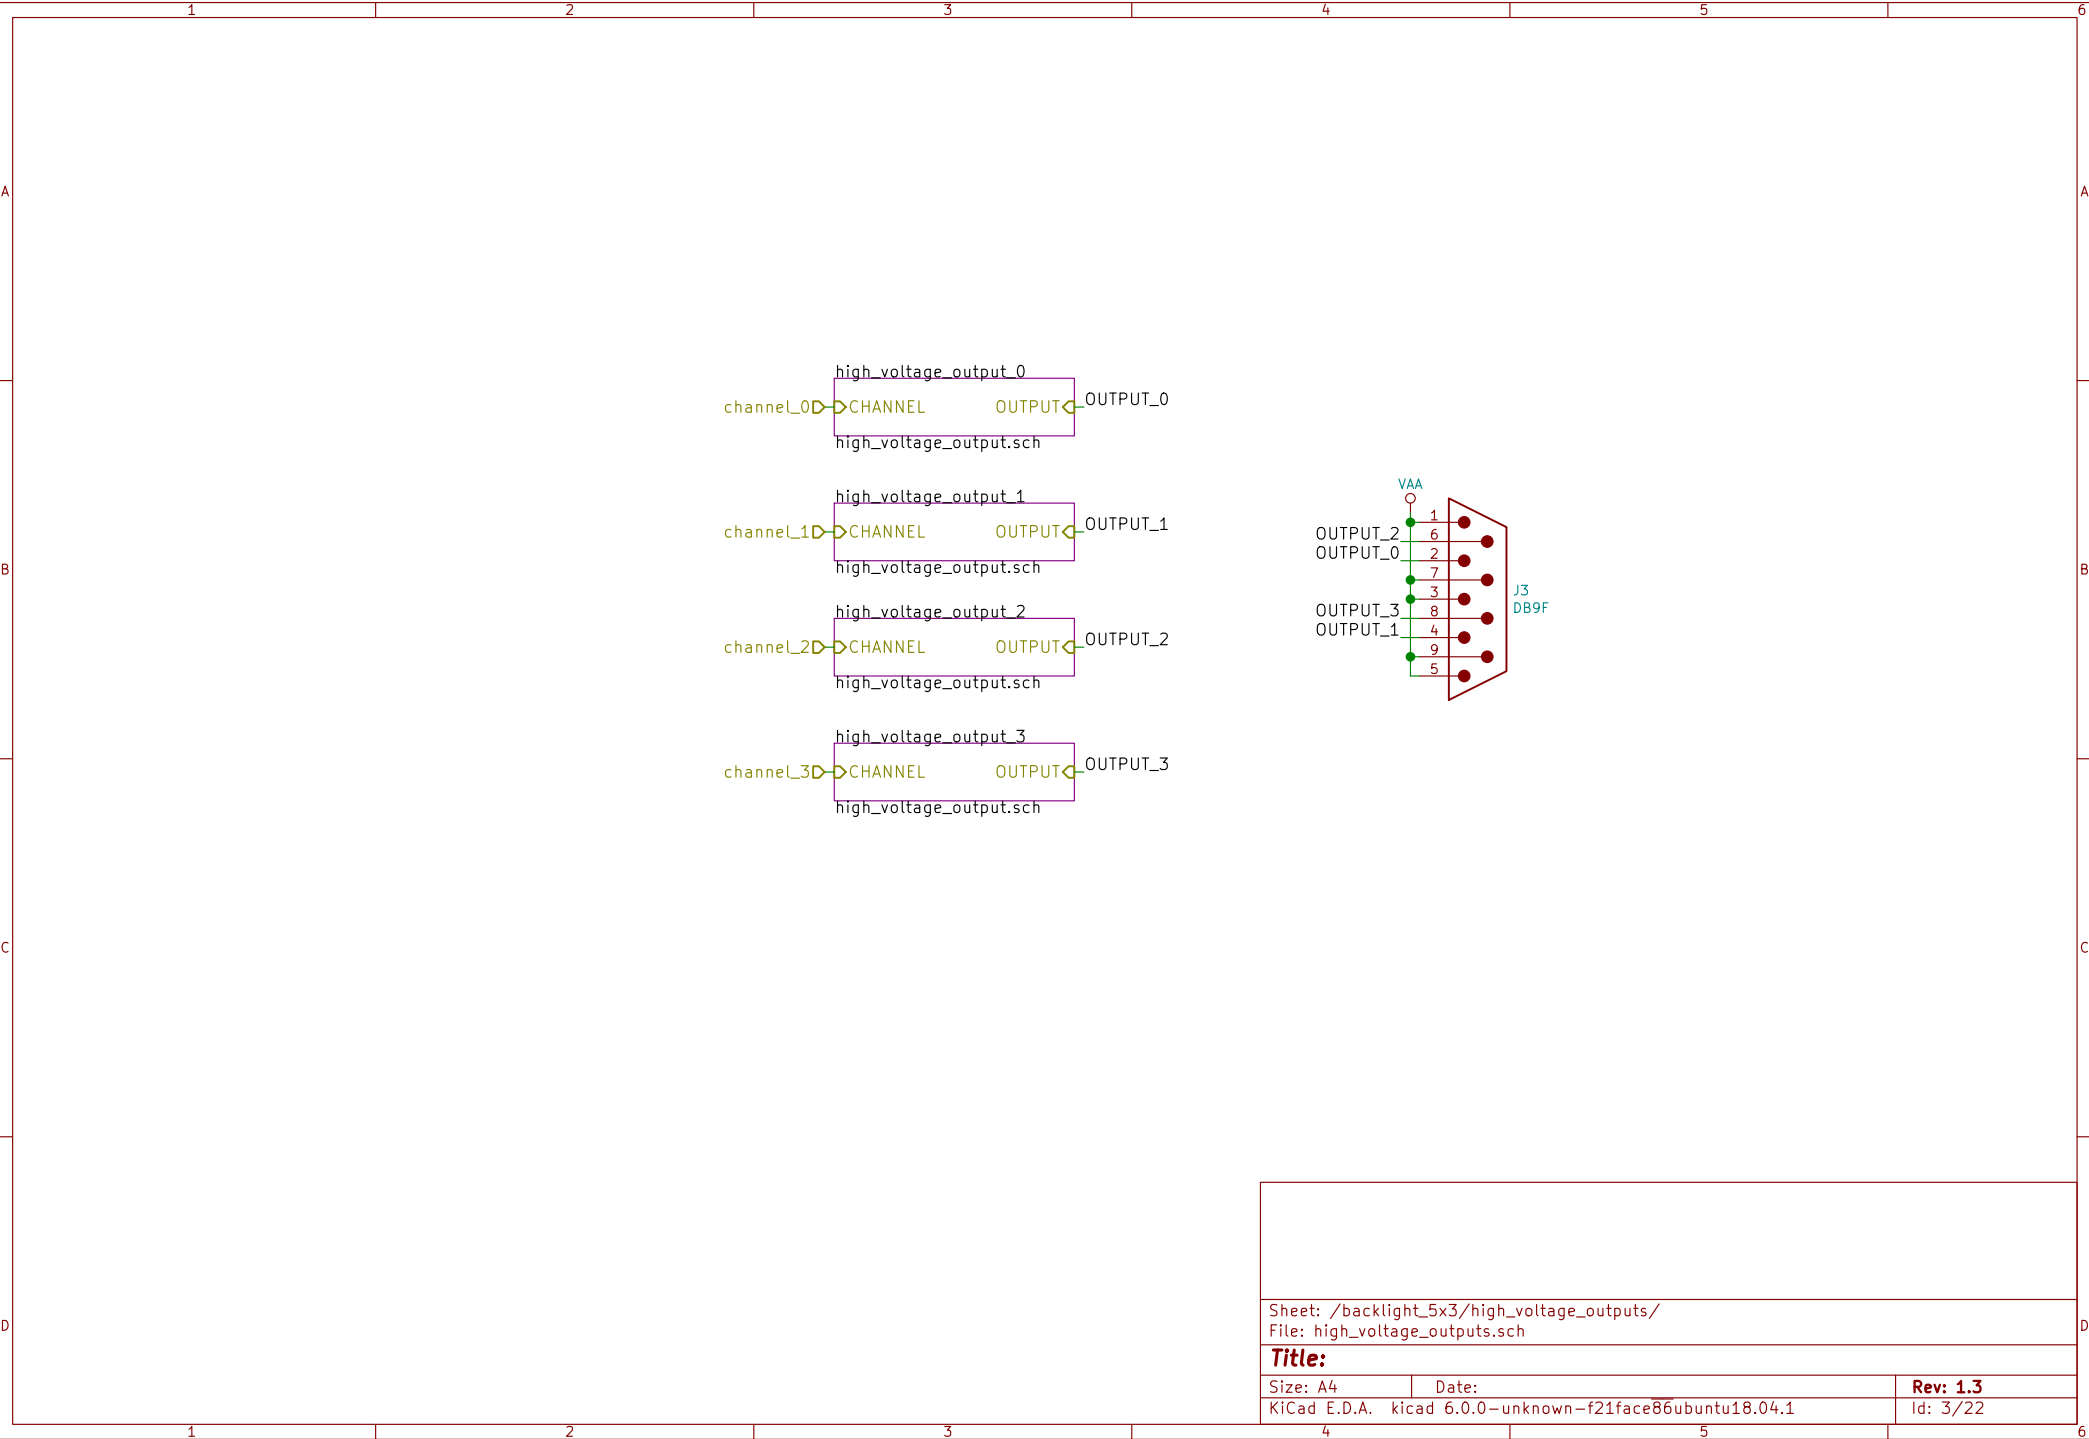 1 2 3 4 5 6
A A
high_voltage_output_0
channel_0 CHANNEL OUTPUT OUTPUT_0
high_voltage_output.sch
high_voltage_output_1
channel_1 CHANNEL OUTPUT OUTPUT_1
high_voltage_output.sch
high_voltage_output_2
channel_2 CHANNEL OUTPUT OUTPUT_2
high_voltage_output.sch
high_voltage_output_3
channel_3 CHANNEL OUTPUT OUTPUT_3
high_voltage_output.sch
VAA
1
OUTPUT_2 6
OUTPUT_0 2
7
3
OUTPUT_3 8
OUTPUT_1 4
9
5
J3
DB9F
B B
C C
D D
Sheet: /backlight_5x3/high_voltage_outputs/
File: high_voltage_outputs.sch
Title:
Size: A4 Date: Rev: 1.3
KiCad E.D.A. kicad 6.0.0-unknown-f21face86ubuntu18.04.1 Id: 3/22
1 2 3 4 5 6